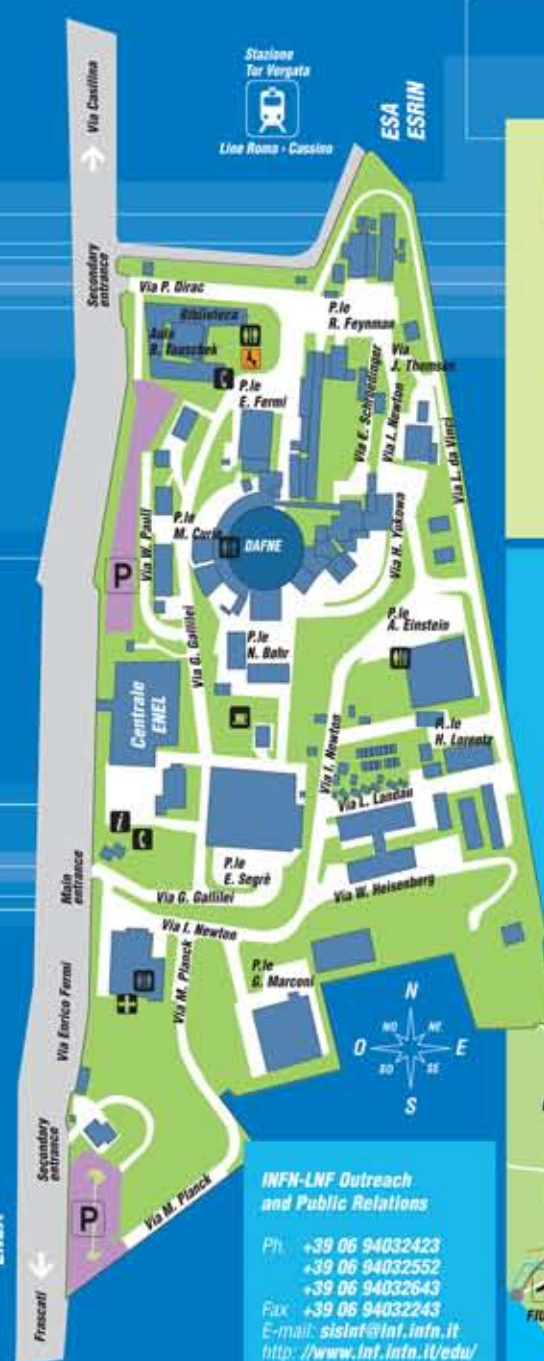 Via Casilina
Stazione
Tor Vergata
Line Roma - Cassino
ESA
ESRIN
Secondary
entrance
Via P. Dirac
Biblioteca
Aula
B. Touschek
P.le
R. Feynman
Via
J. Thomson
P.le
E. Fermi
Via E. Schroedinger
Via I. Newton
Via L. da Vinci
P.le
M. Curie
DAFNE
Via W. Pauli
P
Via H. Yukowa
Via G. Gallilei
P.le
N. Bohr
P.le
A. Einstein
Centrale
ENEL
P.le
H. Lorentz
Via I. Newton
Via L. Landau
i
P.le
E. Segrè
Main
entrance
Via G. Gallilei
Via W. Heisenberg
Via I. Newton
Via M. Planck
P.le
G. Marconi
Via Enrico Fermi
N
NO NE
O E
SO SE
S
Secondary
entrance
P
Via M. Planck
Frascati
INFN-LNF Outreach
and Public Relations
Ph. +39 06 94032423
+39 06 94032552
+39 06 94032643
Fax +39 06 94032243
E-mail: sislnf@lnf.infn.it
http: //www.lnf.infn.it/edu/